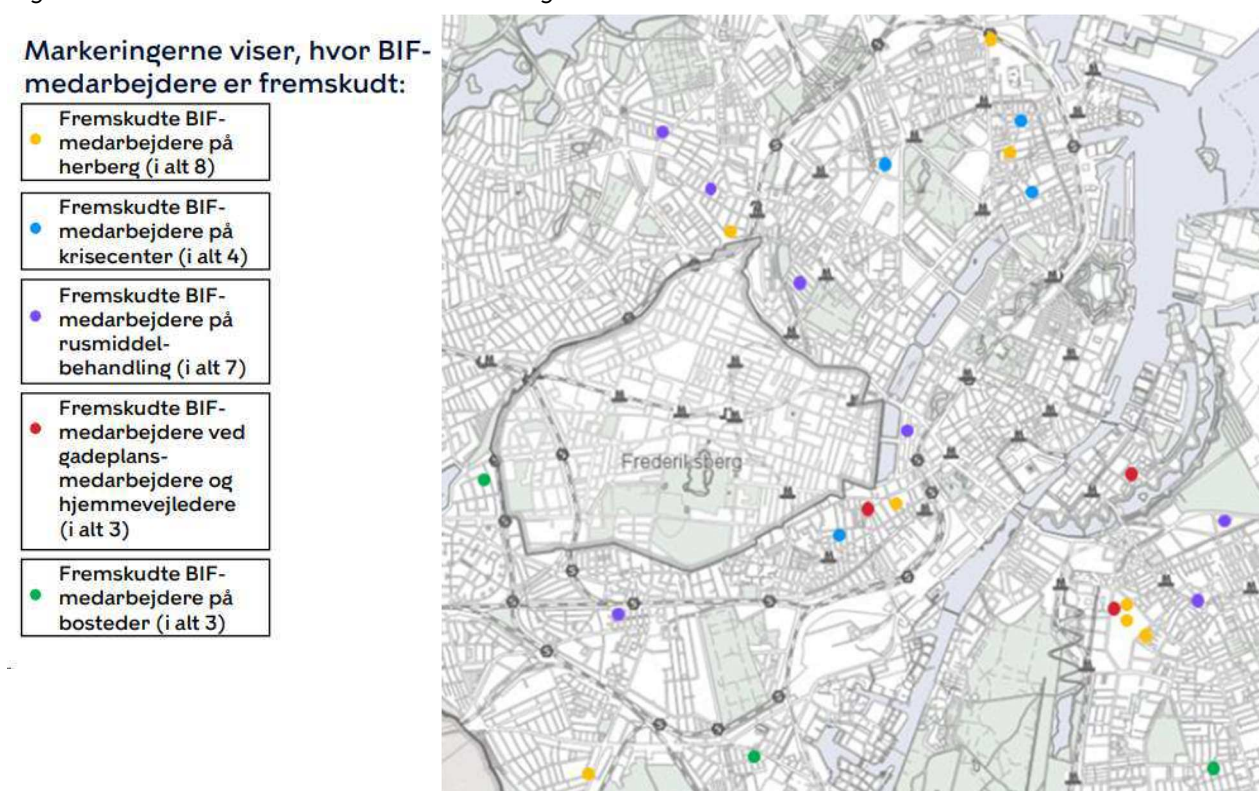 Markeringerne viser, hvor BIF-
medarbejdere er fremskudt:
Fremskudte BIF-
medarbejdere på
herberg (i alt 8)
Fremskudte BIF-
medarbejdere på
krisecenter (i alt 4)
Fremskudte BIF-
medarbejdere på
rusmiddel-
behandling (i alt 7)
Fremskudte BIF-
medarbejdere ved
gadeplans-
medarbejdere og
hjemmevejledere
(i alt 3)
Fremskudte BIF-
medarbejdere på
bosteder (i alt 3)
Frederiksberg